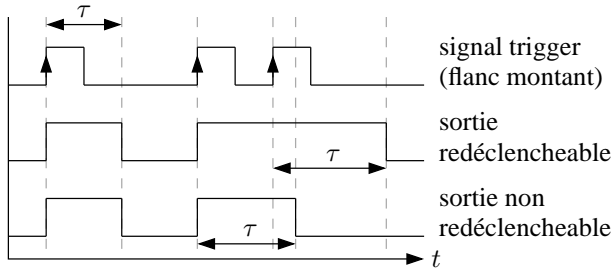 τ
signal trigger
(flanc montant)
sortie
redéclencheable
τ
sortie non
redéclencheable
τ
t